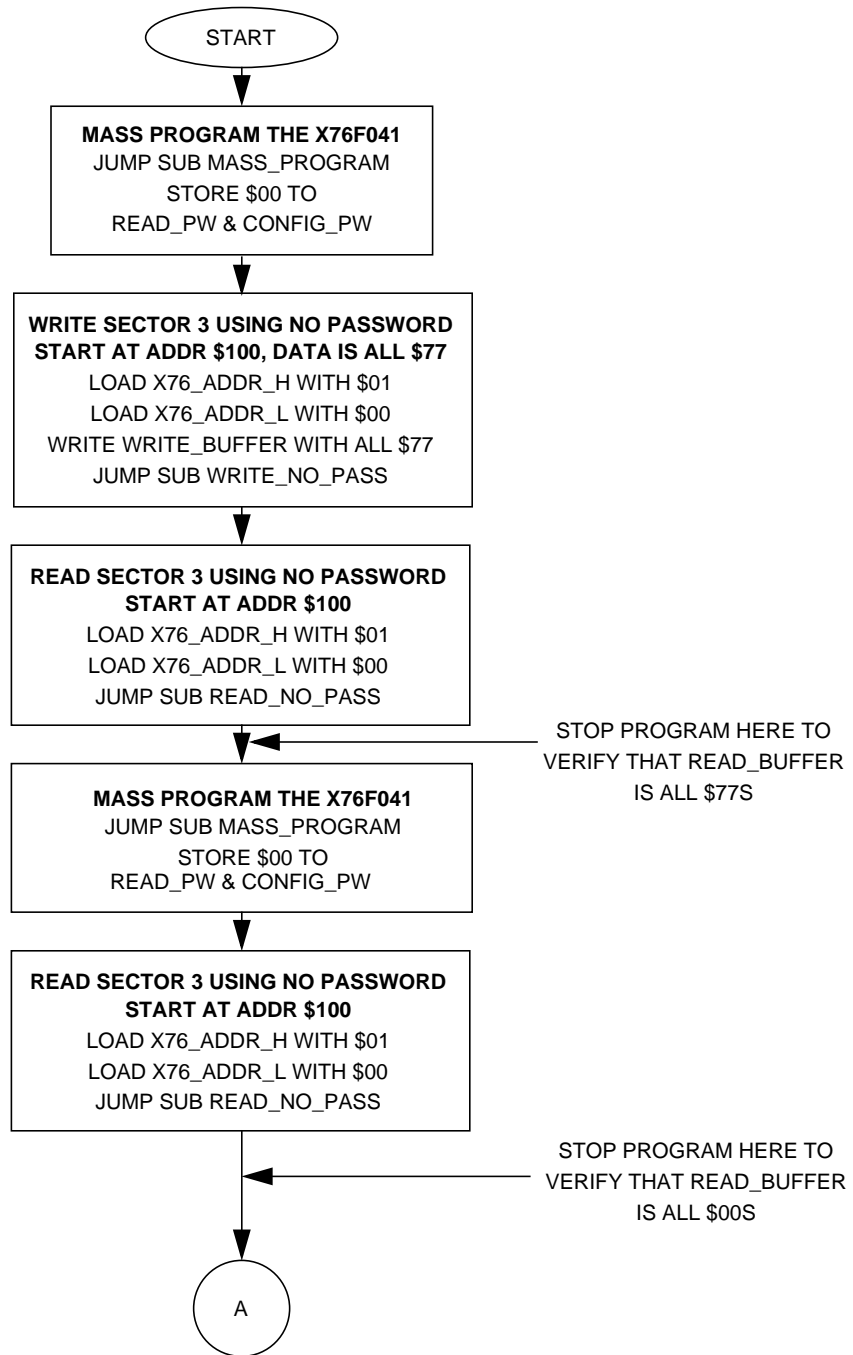 START
MASS PROGRAM THE X76F041
JUMP SUB MASS_PROGRAM
STORE $00 TO
READ_PW & CONFIG_PW
WRITE SECTOR 3 USING NO PASSWORD
START AT ADDR $100, DATA IS ALL $77
LOAD X76_ADDR_H WITH $01
LOAD X76_ADDR_L WITH $00
WRITE WRITE_BUFFER WITH ALL $77
JUMP SUB WRITE_NO_PASS
READ SECTOR 3 USING NO PASSWORD
START AT ADDR $100
LOAD X76_ADDR_H WITH $01
LOAD X76_ADDR_L WITH $00
JUMP SUB READ_NO_PASS
STOP PROGRAM HERE TO
VERIFY THAT READ_BUFFER
IS ALL $77S
MASS PROGRAM THE X76F041
JUMP SUB MASS_PROGRAM
STORE $00 TO
READ_PW & CONFIG_PW
READ SECTOR 3 USING NO PASSWORD
START AT ADDR $100
LOAD X76_ADDR_H WITH $01
LOAD X76_ADDR_L WITH $00
JUMP SUB READ_NO_PASS
STOP PROGRAM HERE TO
VERIFY THAT READ_BUFFER
IS ALL $00S
A